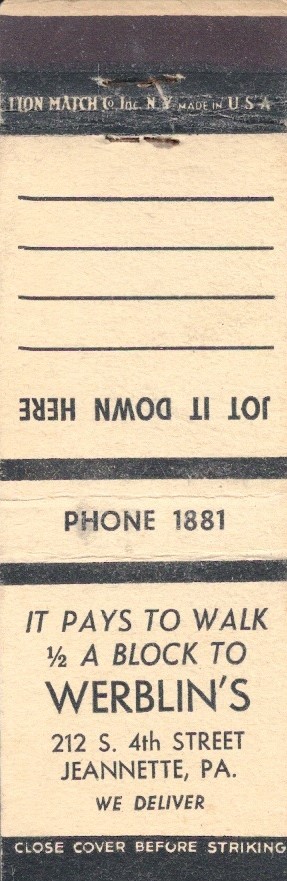 LION MATCH Co. Inc. N.Y. MADE IN U S A
JOT IT DOWN HERE
PHONE 1881
IT PAYS TO WALK
½ A BLOCK TO
WERBLIN'S
212 S. 4th STREET
JEANNETTE, PA.
WE DELIVER
CLOSE COVER BEFORE STRIKING